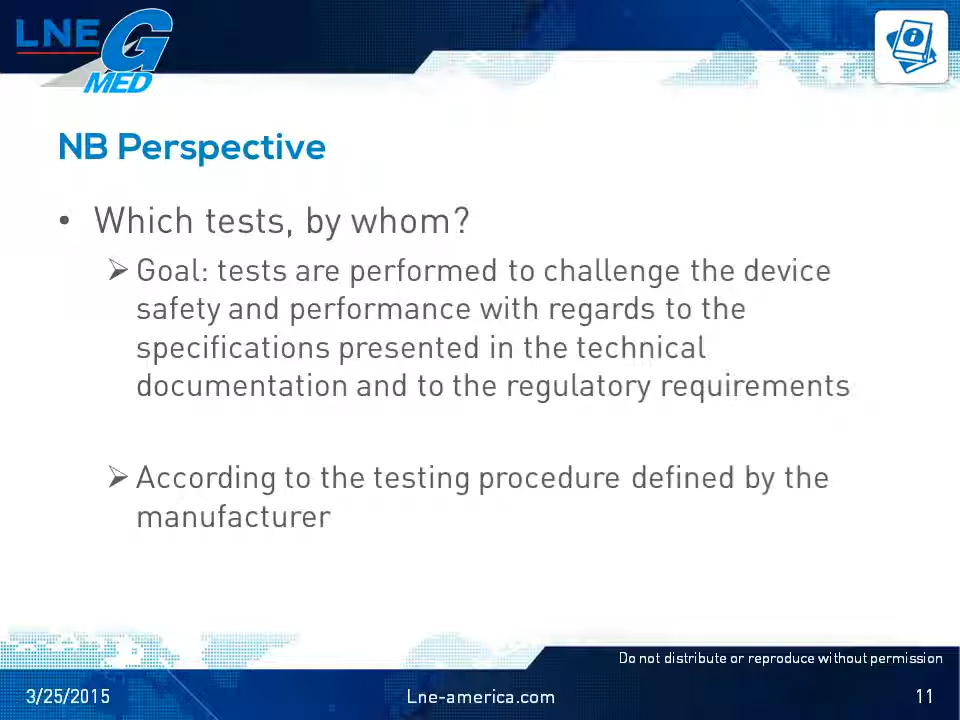 LNE G
MED
NB Perspective
• Which tests, by whom?
➢ Goal: tests are performed to challenge the device
safety and performance with regards to the
specifications presented in the technical
documentation and to the regulatory requirements
➢ According to the testing procedure defined by the
manufacturer
Do not distribute or reproduce without permission
3/25/2015
Lne-america.com
11